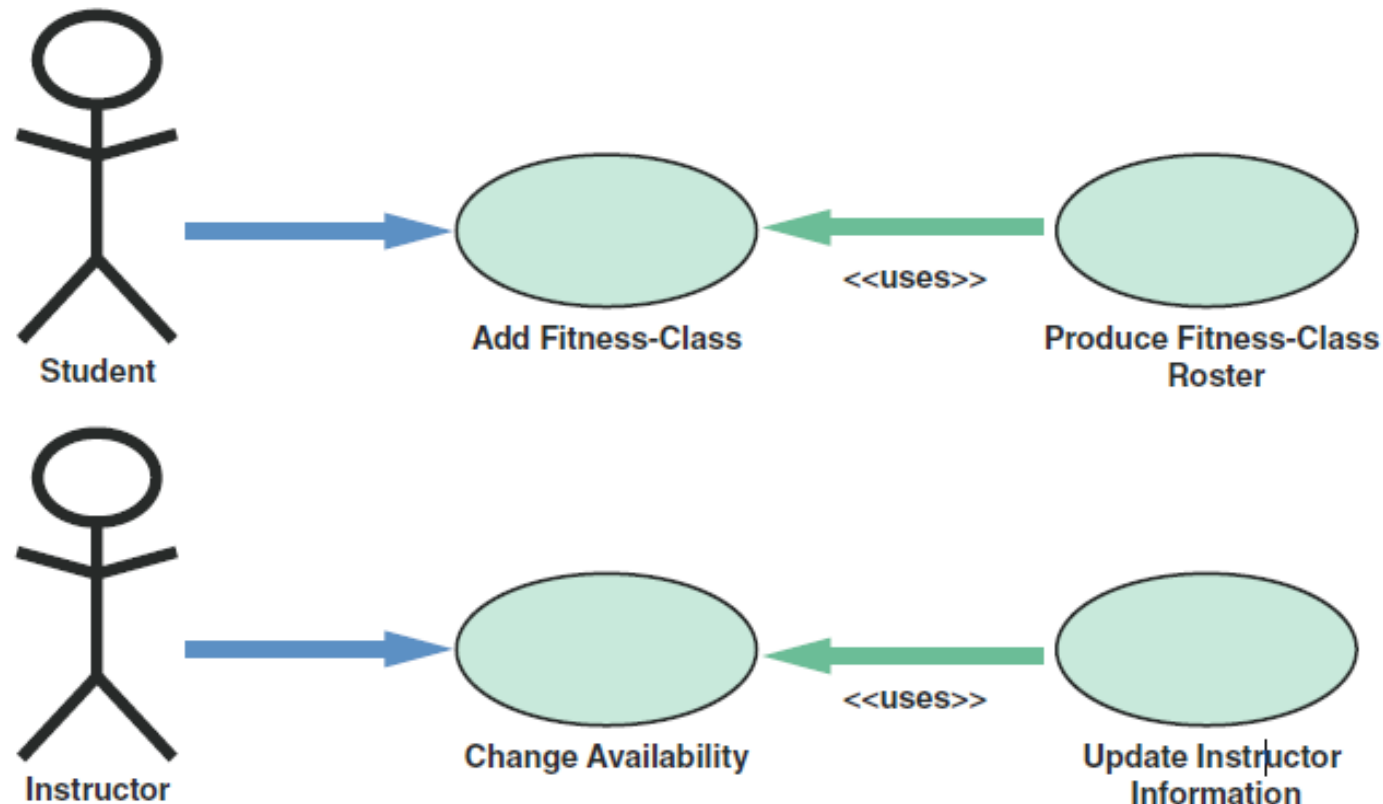 <<uses>>
Add Fitness-Class
Produce Fitness-Class
Roster
Student
<<uses>>
Change Availability
Update Instructor
Information
Instructor